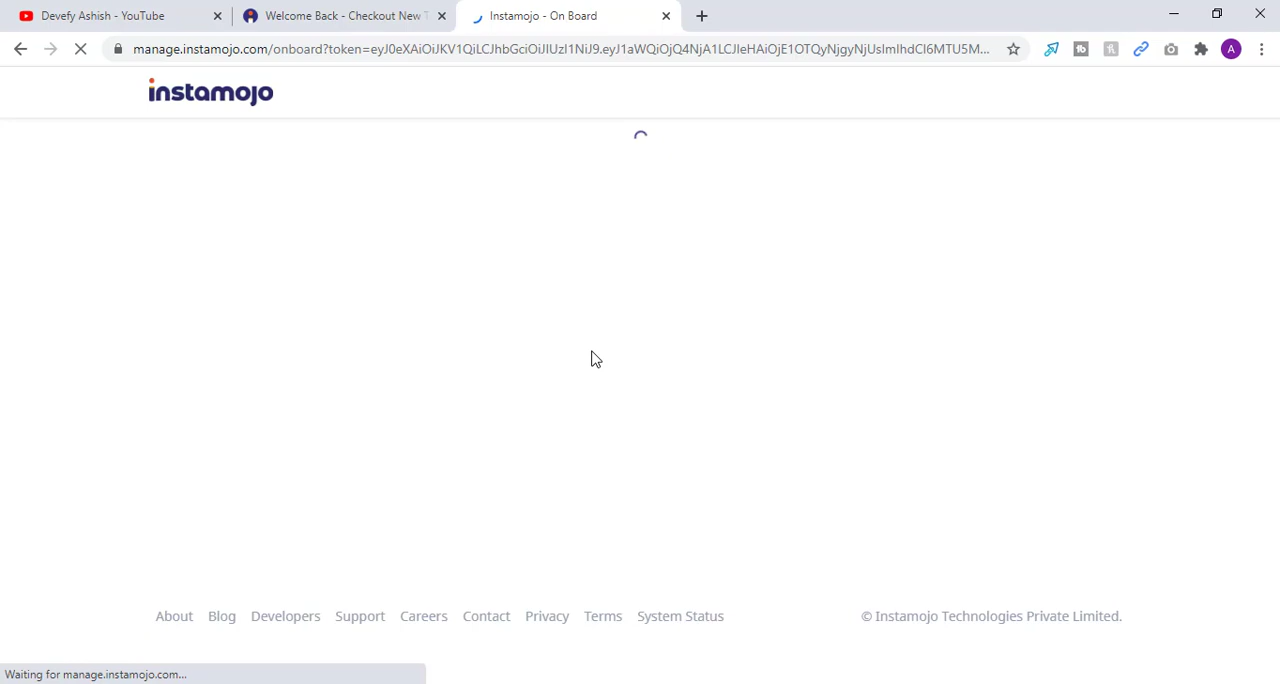 Devefy Ashish - YouTube
Welcome Back - Checkout New T
Instamojo - On Board
manage.instamojo.com/onboard?token=eyJ0eXAiOiJKV1QiLCJhbGciOiJIUzI1NiJ9.eyJ1aWQiOjQ4NjA1LCJleHAiOjE1OTQyNjgyNjUsImlhdCI6MTU5M...
A
instamojo
About Blog Developers Support Careers Contact Privacy Terms System Status
© Instamojo Technologies Private Limited.
Waiting for manage.instamojo.com...